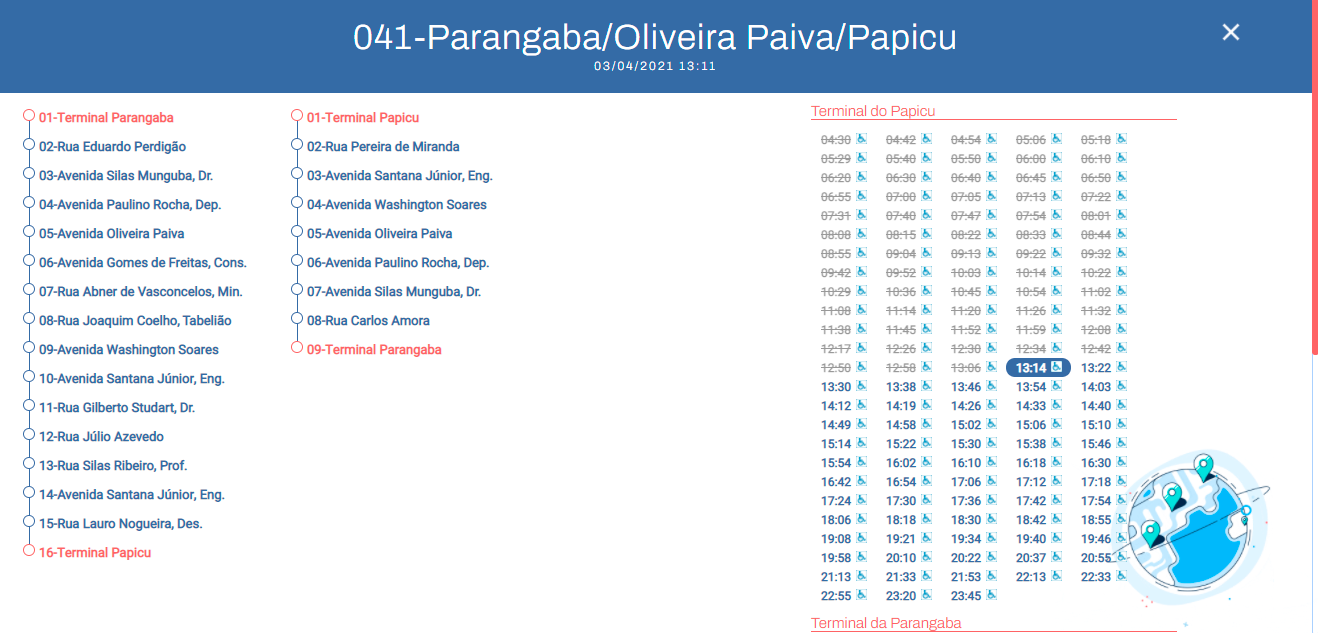 041-Parangaba/Oliveira Paiva/Papicu
03/04/2021 13:11
01-Terminal Parangaba
02-Rua Eduardo Perdigão
03-Avenida Silas Munguba, Dr.
04-Avenida Paulino Rocha, Dep.
05-Avenida Oliveira Paiva
06-Avenida Gomes de Freitas, Cons.
07-Rua Abner de Vasconcelos, Min.
08-Rua Joaquim Coelho, Tabelião
09-Avenida Washington Soares
10-Avenida Santana Júnior, Eng.
11-Rua Gilberto Studart, Dr.
12-Rua Júlio Azevedo
13-Rua Silas Ribeiro, Prof.
14-Avenida Santana Júnior, Eng.
15-Rua Lauro Nogueira, Des.
16-Terminal Papicu
01-Terminal Papicu
02-Rua Pereira de Miranda
03-Avenida Santana Júnior, Eng.
04-Avenida Washington Soares
05-Avenida Oliveira Paiva
06-Avenida Paulino Rocha, Dep.
07-Avenida Silas Munguba, Dr.
08-Rua Carlos Amora
09-Terminal Parangaba
Terminal do Papicu
04:30 04:42 04:54 05:06 05:18
05:29 05:40 05:50 06:00 06:10
06:20 06:30 06:40 06:45 06:50
06:55 07:00 07:05 07:13 07:22
07:31 07:40 07:47 07:54 08:01
08:08 08:15 08:22 08:33 08:44
08:55 09:04 09:13 09:22 09:32
09:42 09:52 10:03 10:14 10:22
10:29 10:36 10:45 10:54 11:02
11:08 11:14 11:20 11:26 11:32
11:38 11:45 11:52 11:59 12:08
12:17 12:26 12:30 12:34 12:42
12:50 12:58 13:06 13:14 13:22
13:30 13:38 13:46 13:54 14:03
14:12 14:19 14:26 14:33 14:40
14:49 14:58 15:02 15:06 15:10
15:14 15:22 15:30 15:38 15:46
15:54 16:02 16:10 16:18 16:30
16:42 16:54 17:06 17:12 17:18
17:24 17:30 17:36 17:42 17:54
18:06 18:18 18:30 18:42 18:55
19:08 19:21 19:34 19:40 19:46
19:58 20:10 20:22 20:37 20:55
21:13 21:33 21:53 22:13 22:33
22:55 23:20 23:45
Terminal da Parangaba